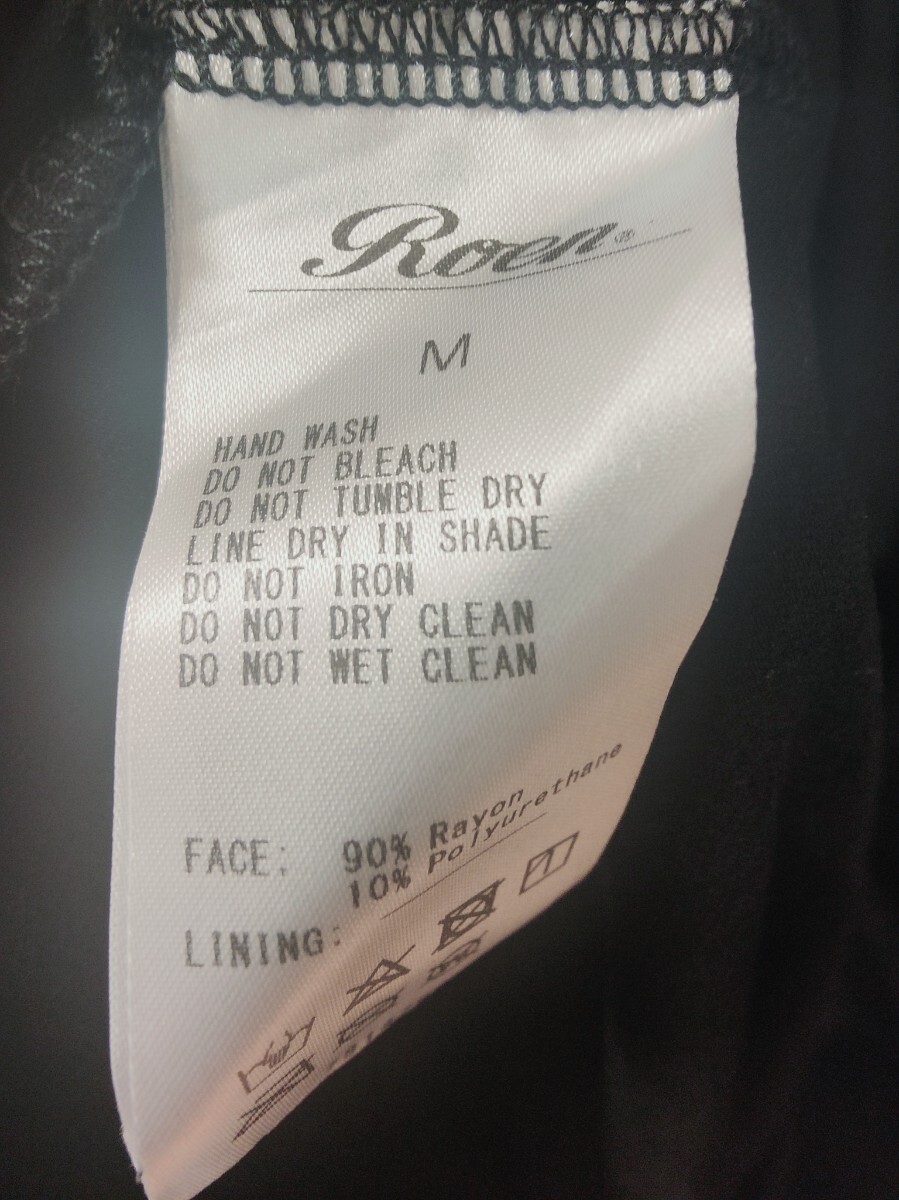 Roen®
M
HAND WASH
DO NOT BLEACH
DO NOT TUMBLE DRY
LINE DRY IN SHADE
DO NOT IRON
DO NOT DRY CLEAN
DO NOT WET CLEAN
FACE: 90% Rayon
10% Polyurethane
LINING: